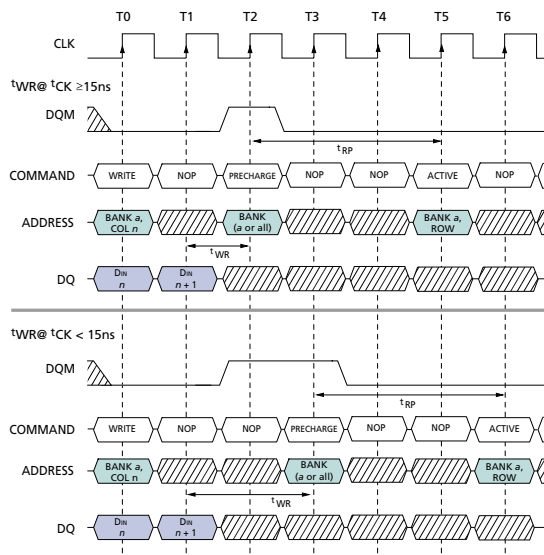 T0 T1 T2 T3 T4 T5 T6
CLK
tWR@ tCK ≥15ns
DQM
tRP
COMMAND WRITE NOP PRECHARGE NOP NOP ACTIVE NOP
ADDRESS BANK a, COL n BANK (a or all) BANK a, ROW
tWR
DQ DIN n DIN n + 1
tWR@ tCK < 15ns
DQM
tRP
COMMAND WRITE NOP NOP PRECHARGE NOP NOP ACTIVE
ADDRESS BANK a, COL n BANK (a or all) BANK a, ROW
tWR
DQ DIN n DIN n + 1